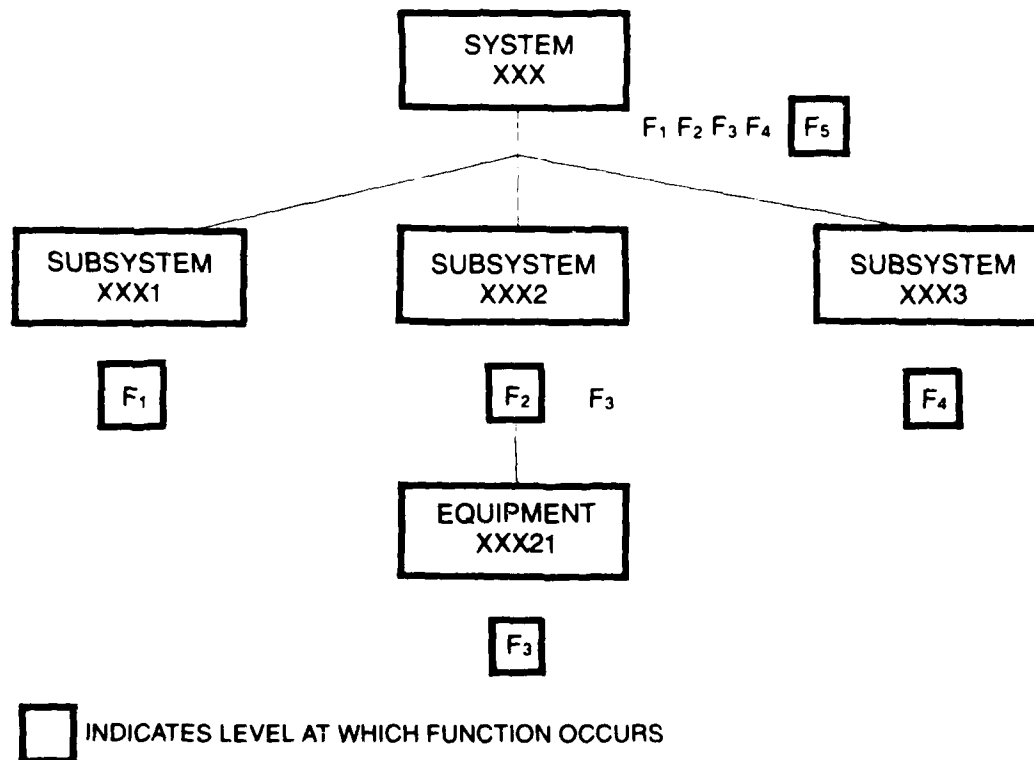 SYSTEM
XXX
F₁ F₂ F₃ F₄ F₅
SUBSYSTEM
XXX1
SUBSYSTEM
XXX2
SUBSYSTEM
XXX3
F₁
F₂ F₃
F₄
EQUIPMENT
XXX21
F₃
INDICATES LEVEL AT WHICH FUNCTION OCCURS